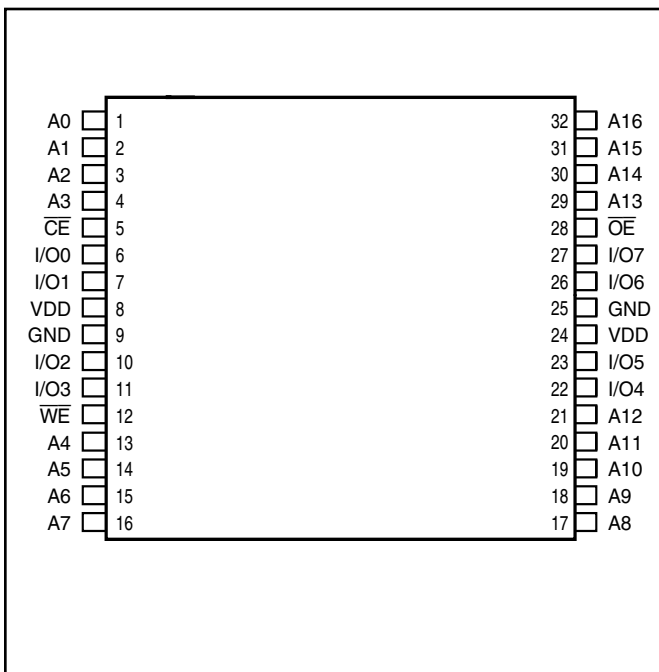 A0 1 32 A16
A1 2 31 A15
A2 3 30 A14
A3 4 29 A13
C̅E̅ 5 28 O̅E̅
I/O0 6 27 I/O7
I/O1 7 26 I/O6
VDD 8 25 GND
GND 9 24 VDD
I/O2 10 23 I/O5
I/O3 11 22 I/O4
W̅E̅ 12 21 A12
A4 13 20 A11
A5 14 19 A10
A6 15 18 A9
A7 16 17 A8